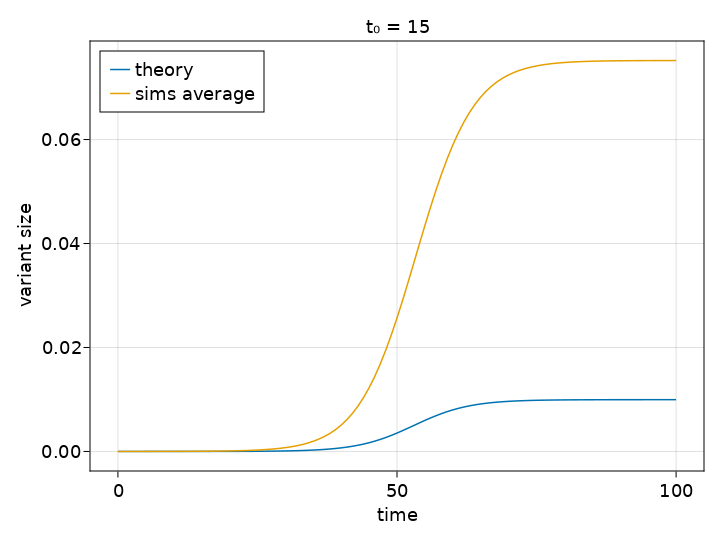 t₀ = 15
theory
sims average
variant size
0.06
0.04
0.02
0.00
0
50
100
time